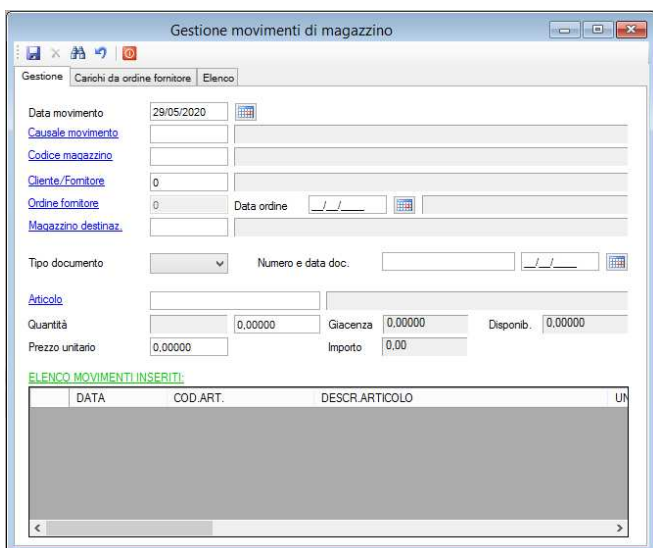 Gestione movimenti di magazzino
Gestione Carichi da ordine fornitore Elenco
Data movimento 29/05/2020
Causale movimento
Codice magazzino
Cliente/Fornitore 0
Ordine fornitore 0 Data ordine __/__/____
Magazzino destinaz.
Tipo documento Numero e data doc. __/__/____
Articolo
Quantità 0,00000 Giacenza 0,00000 Disponib. 0,00000
Prezzo unitario 0,00000 Importo 0,00
ELENCO MOVIMENTI INSERITI:
DATA COD.ART. DESCR.ARTICOLO UN